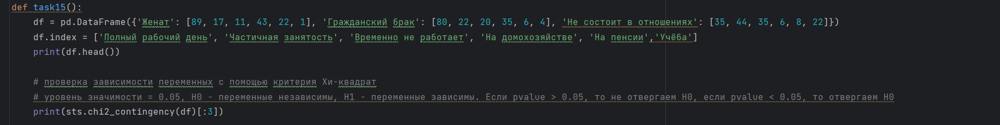 def task15():
    df = pd.DataFrame({'Женат': [89, 17, 11, 43, 22, 1], 'Гражданский брак': [80, 22, 20, 35, 6, 4], 'Не состоит в отношениях': [35, 44, 35, 6, 8, 22]})
    df.index = ['Полный рабочий день', 'Частичная занятость', 'Временно не работает', 'На домохозяйстве', 'На пенсии','Учёба']
    print(df.head())
    # проверка зависимости переменных с помощью критерия Хи-квадрат
    # уровень значимости = 0.05, H0 - переменные независимы, H1 - переменные зависимы. Если pvalue > 0.05, то не отвергаем H0, если pvalue < 0.05, то отвергаем H0
    print(sts.chi2_contingency(df)[:3])